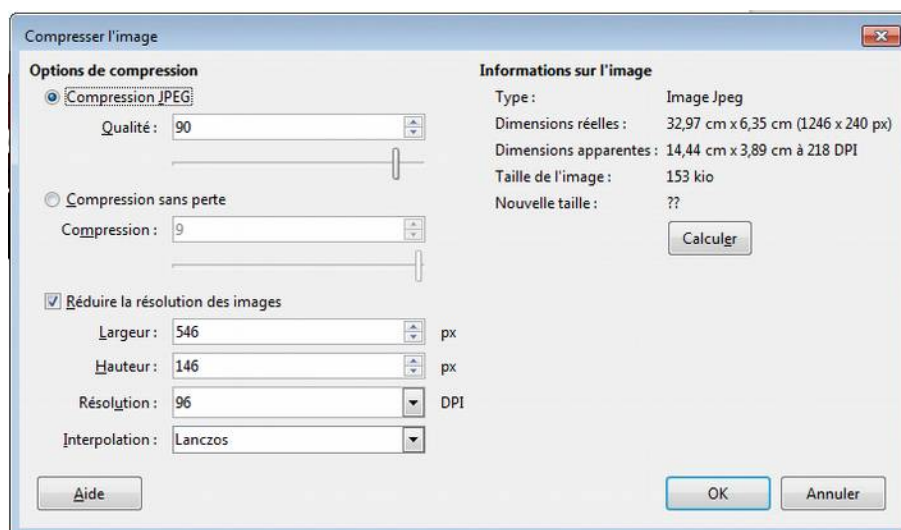 Compresser l'image
Options de compression
Compression JPEG
Qualité : 90
Compression sans perte
Compression : 9
Réduire la résolution des images
Largeur : 546 px
Hauteur : 146 px
Résolution : 96 DPI
Interpolation : Lanczos
Informations sur l'image
Type : Image Jpeg
Dimensions réelles : 32,97 cm x 6,35 cm (1246 x 240 px)
Dimensions apparentes : 14,44 cm x 3,89 cm à 218 DPI
Taille de l'image : 153 kio
Nouvelle taille : ??
Calculer
Aide
OK
Annuler